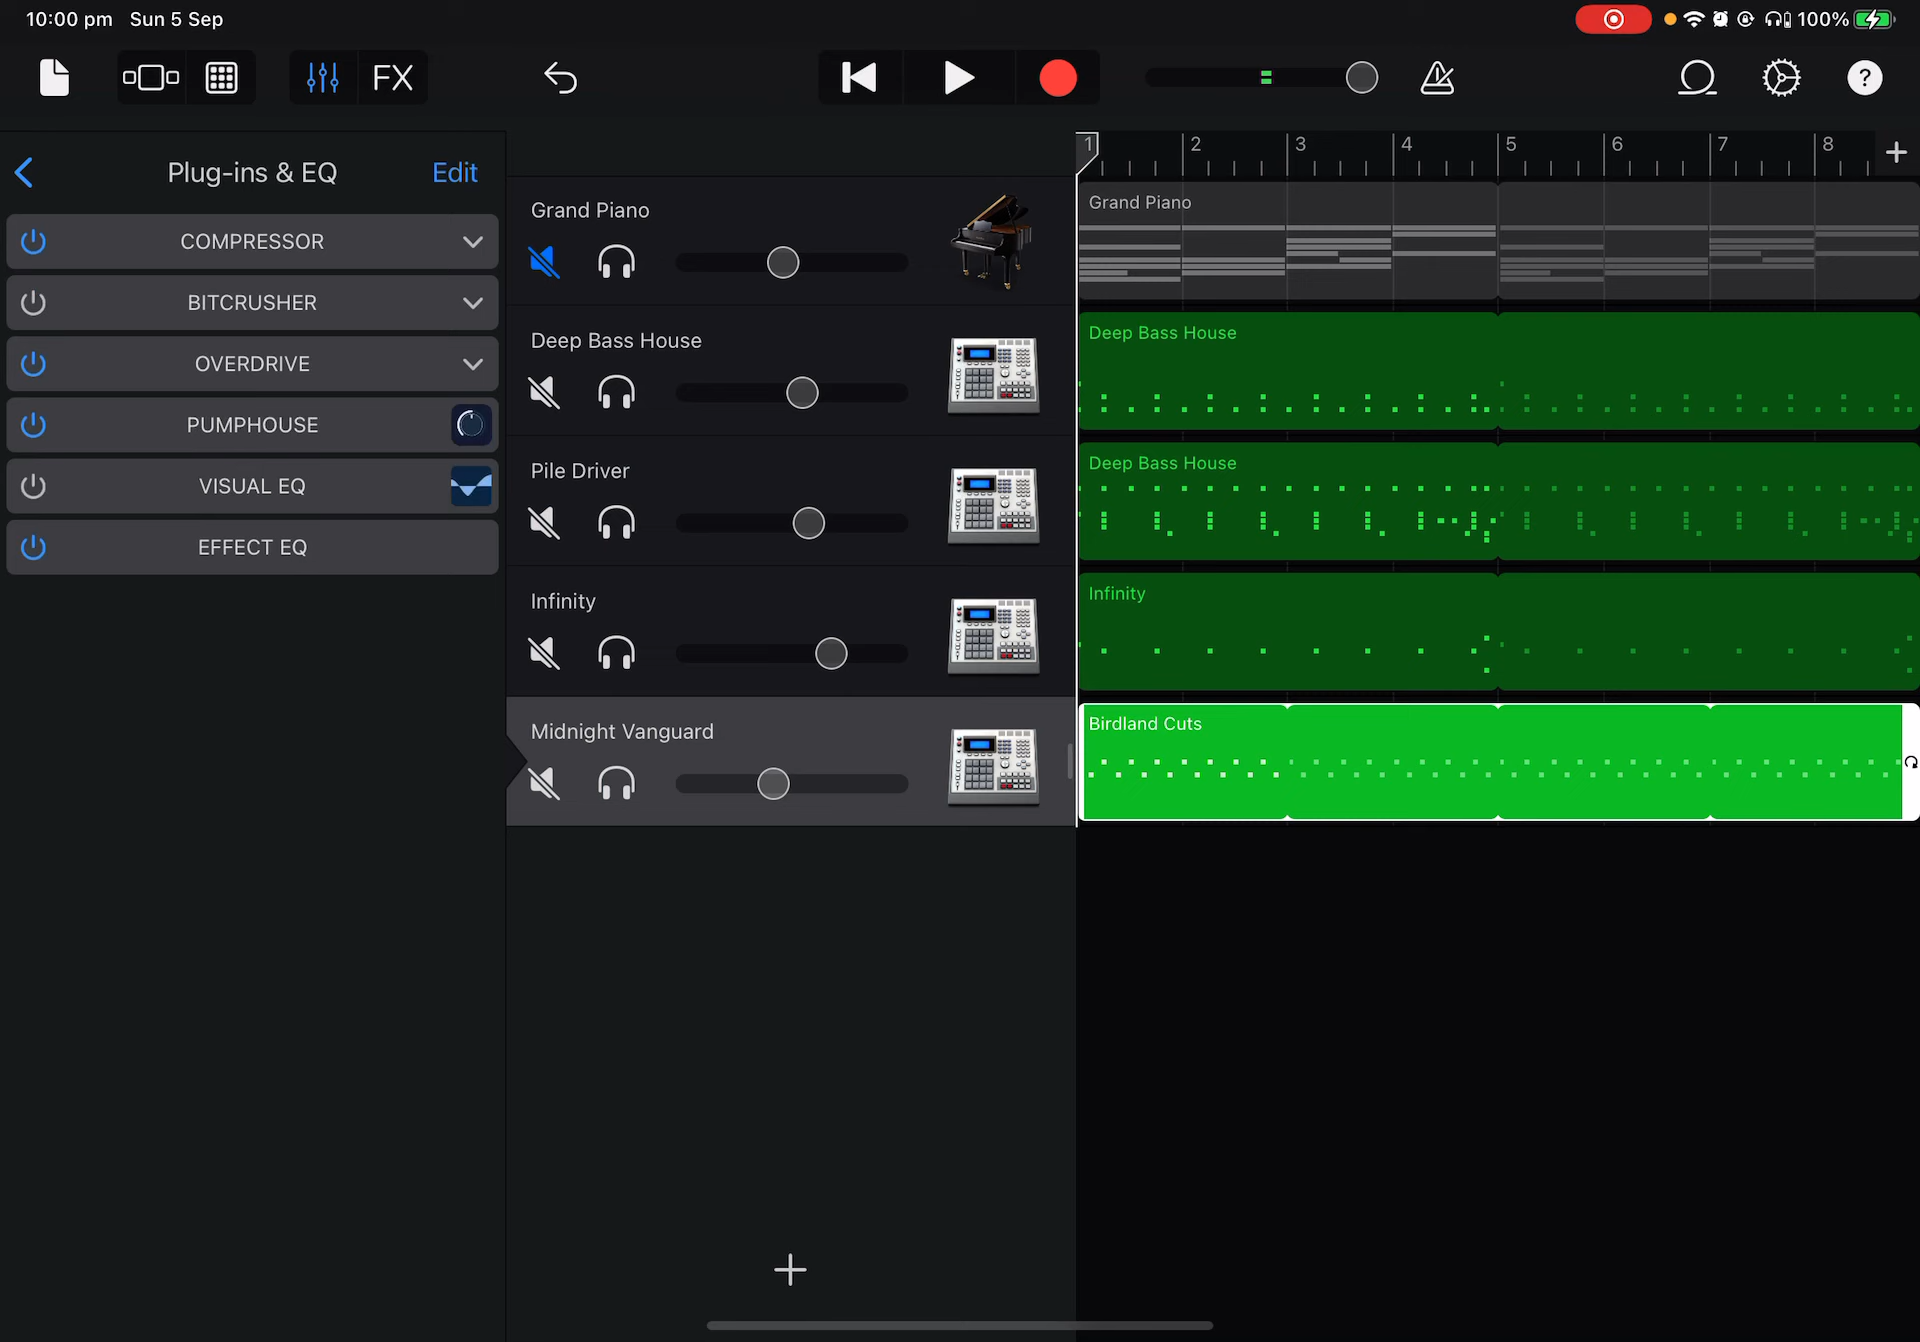 10:00 pm Sun 5 Sep
100%
FX
?
Plug-ins & EQ
Edit
COMPRESSOR
BITCRUSHER
OVERDRIVE
PUMPHOUSE
VISUAL EQ
EFFECT EQ
Grand Piano
Deep Bass House
Pile Driver
Infinity
Midnight Vanguard
1 2 3 4 5 6 7 8
Grand Piano
Deep Bass House
Deep Bass House
Infinity
Birdland Cuts